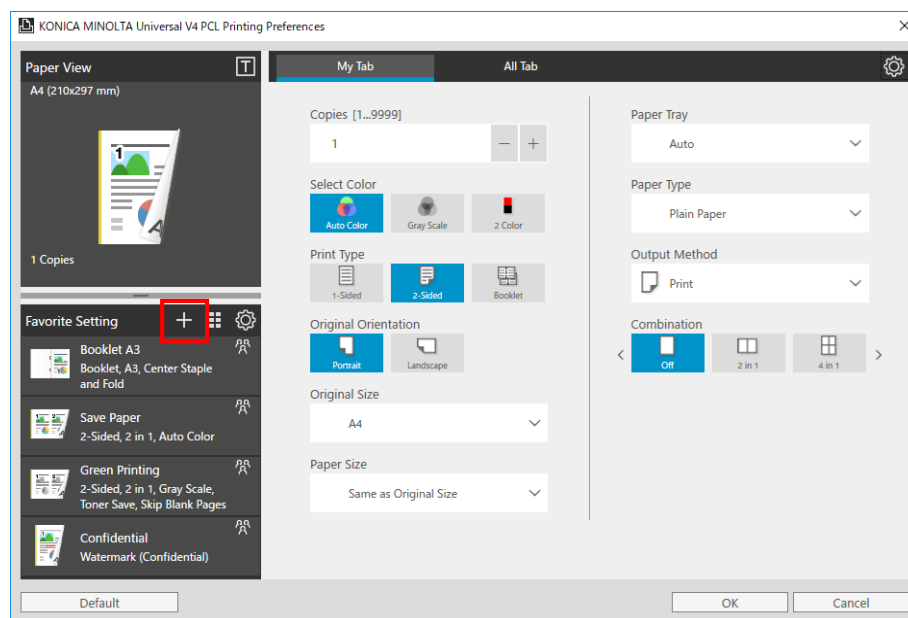 KONICA MINOLTA Universal V4 PCL Printing Preferences
Paper View
T
A4 (210x297 mm)
1
A
1 Copies
Favorite Setting
Booklet A3
Booklet, A3, Center Staple
and Fold
Save Paper
2-Sided, 2 in 1, Auto Color
Green Printing
2-Sided, 2 in 1, Gray Scale,
Toner Save, Skip Blank Pages
Confidential
Watermark (Confidential)
My Tab
All Tab
Copies [1...9999]
1
Select Color
Auto Color
Gray Scale
2 Color
Print Type
1-Sided
2-Sided
Booklet
Original Orientation
Portrait
Landscape
Original Size
A4
Paper Size
Same as Original Size
Paper Tray
Auto
Paper Type
Plain Paper
Output Method
Print
Combination
Off
2 in 1
4 in 1
Default
OK
Cancel